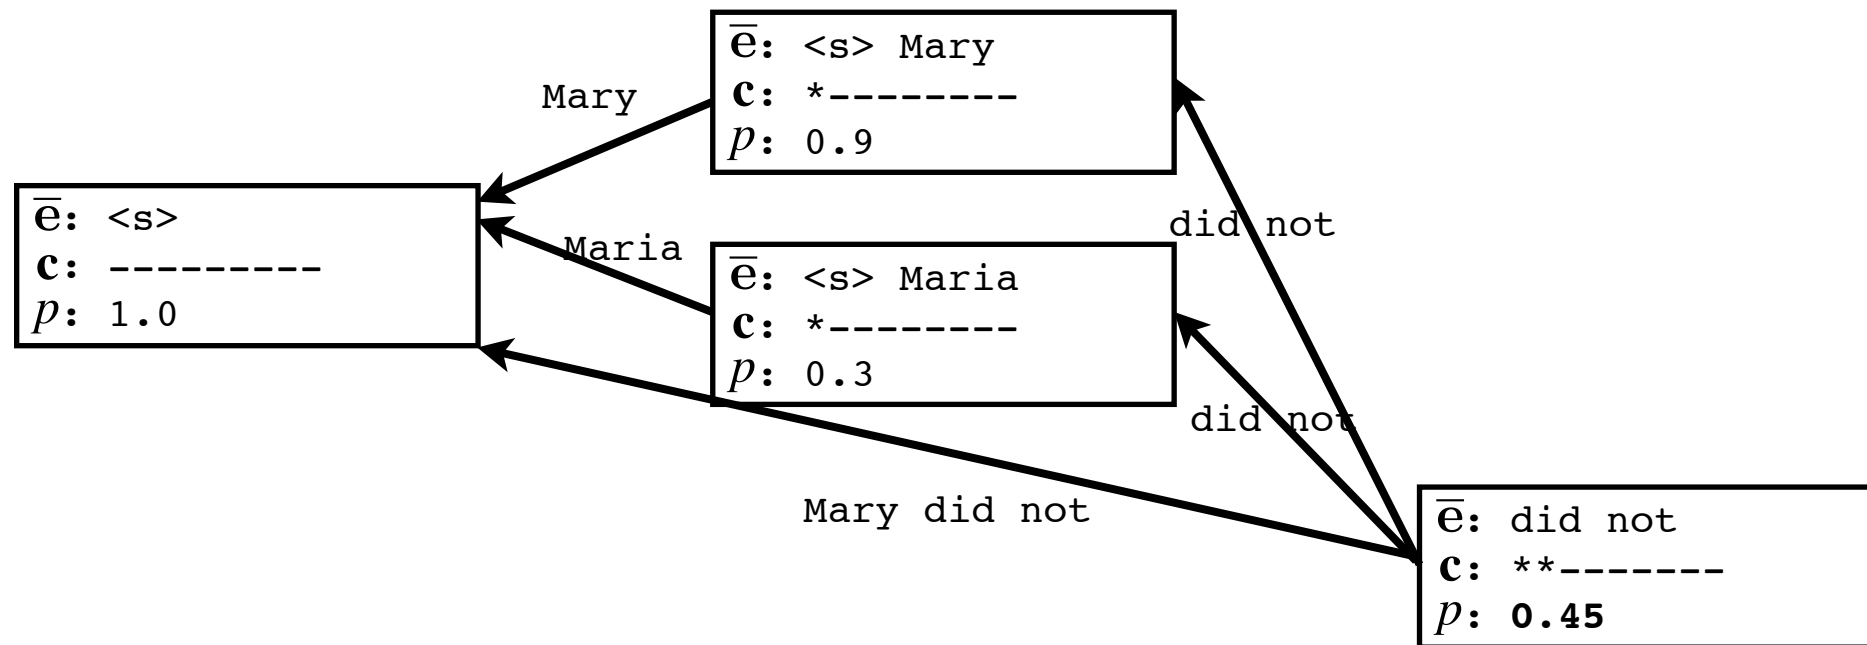 e̅: <s> Mary
c: *--------
p: 0.9
Mary
e̅: <s>
c: ---------
p: 1.0
Maria
did not
e̅: <s> Maria
c: *--------
p: 0.3
did not
Mary did not
e̅: did not
c: **-------
p: 0.45